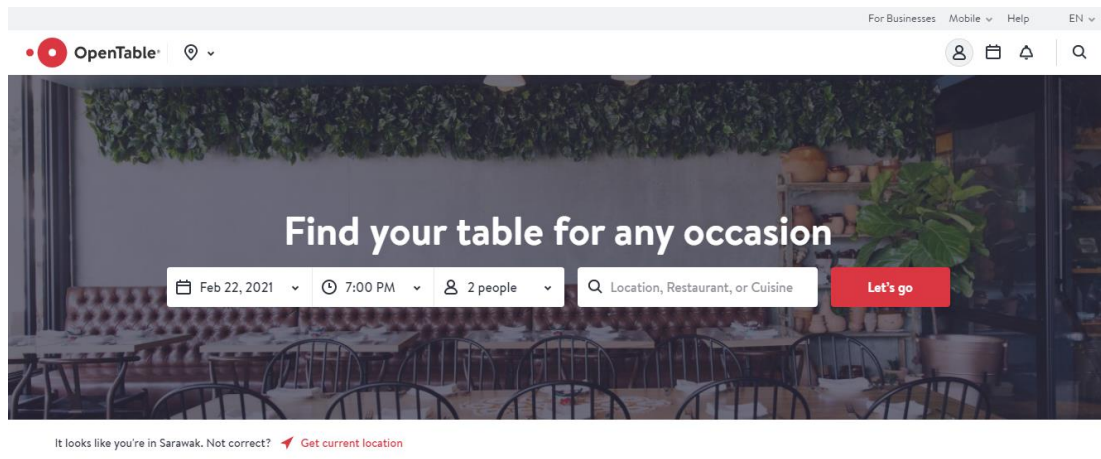 For Businesses Mobile Help EN
OpenTable®
Find your table for any occasion
Feb 22, 2021 7:00 PM 2 people Location, Restaurant, or Cuisine Let's go
It looks like you're in Sarawak. Not correct? Get current location